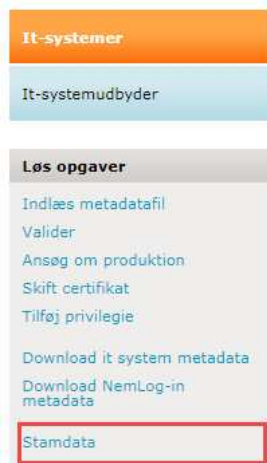 It-systemer
It-systemudbyder
Løs opgaver
Indlæs metadatafil
Valider
Ansøg om produktion
Skift certifikat
Tilføj privilegie
Download it system metadata
Download NemLog-in
metadata
Stamdata